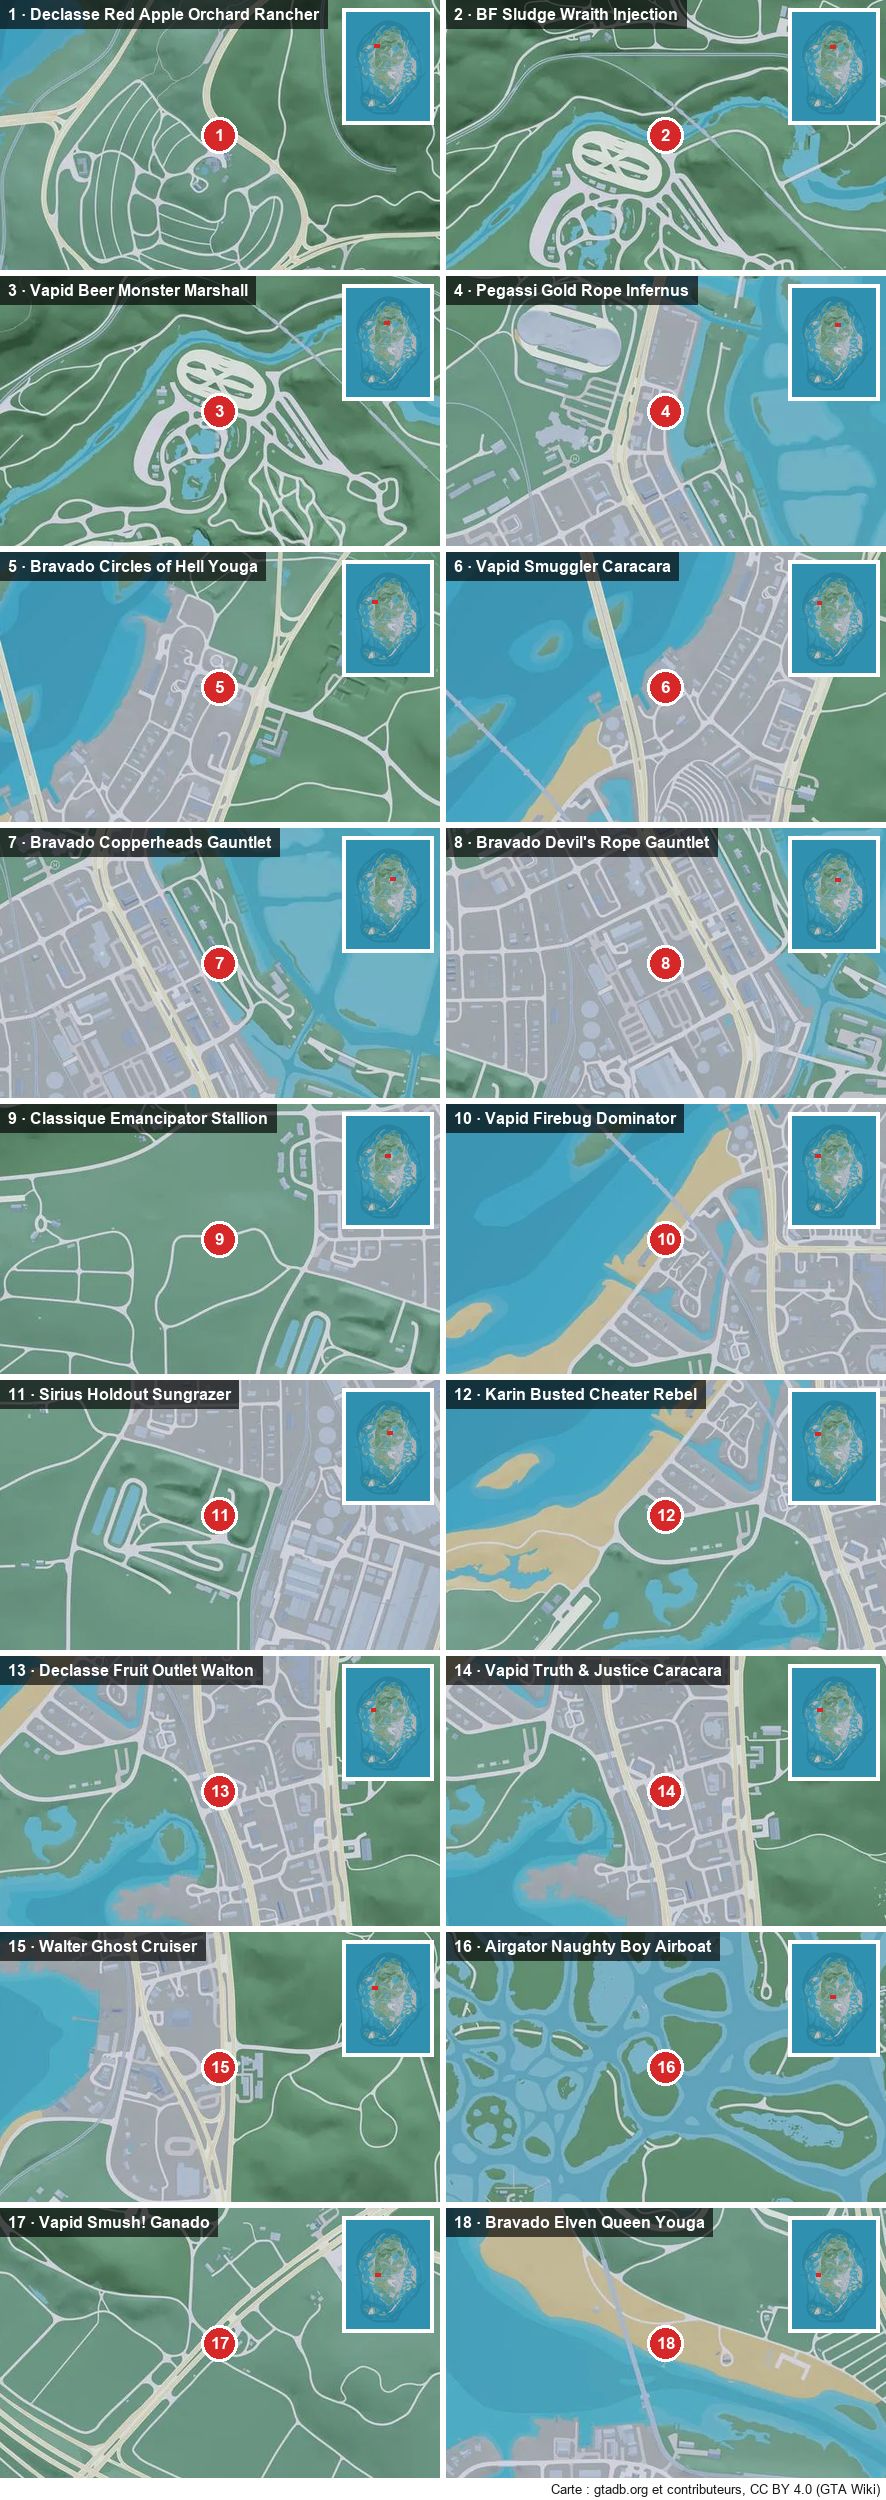 1 · Declasse Red Apple Orchard Rancher
1
2 · BF Sludge Wraith Injection
2
3 · Vapid Beer Monster Marshall
3
4 · Pegassi Gold Rope Infernus
4
H
5 · Bravado Circles of Hell Youga
5
6 · Vapid Smuggler Caracara
6
7 · Bravado Copperheads Gauntlet
7
8 · Bravado Devil's Rope Gauntlet
8
9 · Classique Emancipator Stallion
9
10 · Vapid Firebug Dominator
10
11 · Sirius Holdout Sungrazer
11
12 · Karin Busted Cheater Rebel
12
13 · Declasse Fruit Outlet Walton
13
14 · Vapid Truth & Justice Caracara
14
15 · Walter Ghost Cruiser
15
16 · Airgator Naughty Boy Airboat
16
17 · Vapid Smush! Ganado
17
18 · Bravado Elven Queen Youga
18
Carte : gtadb.org et contributeurs, CC BY 4.0 (GTA Wiki)